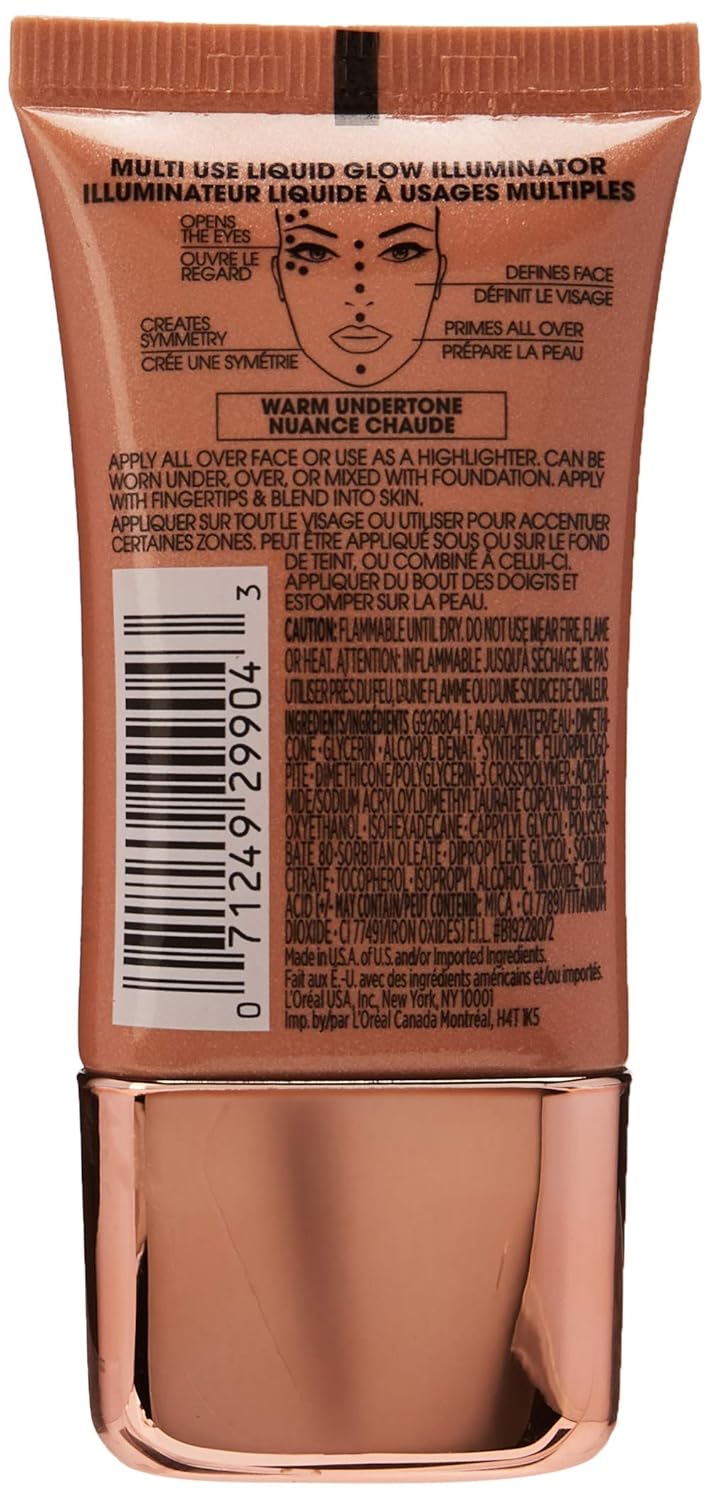 MULTI USE LIQUID GLOW ILLUMINATOR
ILLUMINATEUR LIQUIDE À USAGES MULTIPLES
OPENS
THE EYES
OUVRE LE
REGARD
DEFINES FACE
DÉFINIT LE VISAGE
CREATES
SYMMETRY
CRÉE UNE SYMÉTRIE
PRIMES ALL OVER
PRÉPARE LA PEAU
WARM UNDERTONE
NUANCE CHAUDE
APPLY ALL OVER FACE OR USE AS A HIGHLIGHTER. CAN BE
WORN UNDER, OVER, OR MIXED WITH FOUNDATION. APPLY
WITH FINGERTIPS & BLEND INTO SKIN.
APPLIQUER SUR TOUT LE VISAGE OU UTILISER POUR ACCENTUER
CERTAINES ZONES. PEUT ÊTRE APPLIQUÉ SOUS OU SUR LE FOND
DE TEINT, OU COMBINÉ À CELUI-CI.
APPLIQUER DU BOUT DES DOIGTS ET
ESTOMPER SUR LA PEAU.
CAUTION: FLAMMABLE UNTIL DRY. DO NOT USE NEAR FIRE, FLAME
OR HEAT. ATTENTION: INFLAMMABLE JUSQU'À SÉCHAGE. NE PAS
UTILISER PRÈS DU FEU, D'UNE FLAMME OU D'UNE SOURCE DE CHALEUR.
INGREDIENTS/INGRÉDIENTS G926804 1: AQUA/WATER/EAU • DIMETHI-
CONE • GLYCERIN • ALCOHOL DENAT. • SYNTHETIC FLUORPHLOGO-
PITE • DIMETHICONE/POLYGLYCERIN-3 CROSSPOLYMER • ACRYLA-
MIDE/SODIUM ACRYLOYLDIMETHYLTAURATE COPOLYMER • PHEN-
OXYETHANOL • ISOHEXADECANE • CAPRYLYL GLYCOL • POLYSOR-
BATE 80 • SORBITAN OLEATE • DIPROPYLENE GLYCOL • SODIUM
CITRATE • TOCOPHEROL • ISOPROPYL ALCOHOL • TIN OXIDE • CITRIC
ACID [+/- MAY CONTAIN/PEUT CONTENIR: MICA • CI 77891/TITANIUM
DIOXIDE • CI 77491/IRON OXIDES] F.I.L. #B192280/2
Made in U.S.A. of U.S. and/or Imported Ingredients.
Fait aux É.-U. avec des ingrédients américains et/ou importés.
L'Oréal USA, Inc., New York, NY 10001
Imp. by/par L'Oréal Canada Montréal, H4T 1K5
0 71249 29904 3